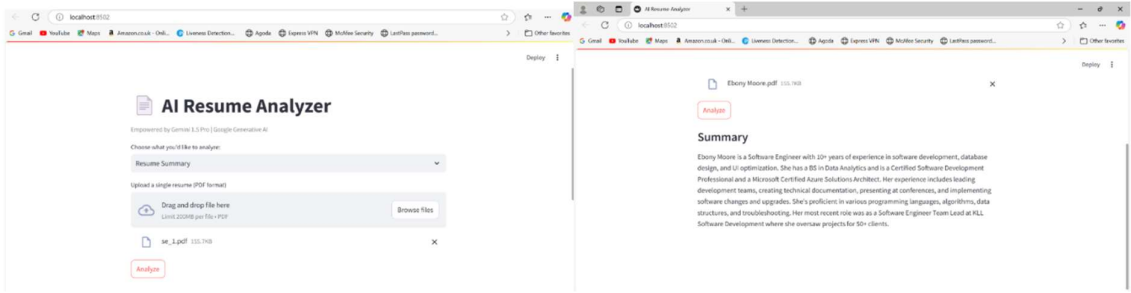 localhost:8502
Gmail YouTube Maps Amazon.co.uk - Onli... Liveness Detection... Agoda Express VPN McAfee Security LastPass password... Other favorites
Deploy
AI Resume Analyzer
Empowered by Gemini 1.5 Pro | Google Generative AI
Choose what you'd like to analyze:
Resume Summary
Upload a single resume (PDF format)
Drag and drop file here
Limit 200MB per file • PDF
Browse files
se_1.pdf 155.7KB
Analyze
AI Resume Analyzer
localhost:8502
Gmail YouTube Maps Amazon.co.uk - Onli... Liveness Detection... Agoda Express VPN McAfee Security LastPass password... Other favorites
Deploy
Ebony Moore.pdf 155.7KB
Analyze
Summary
Ebony Moore is a Software Engineer with 10+ years of experience in software development, database
design, and UI optimization. She has a BS in Data Analytics and is a Certified Software Development
Professional and a Microsoft Certified Azure Solutions Architect. Her experience includes leading
development teams, creating technical documentation, presenting at conferences, and implementing
software changes and upgrades. She's proficient in various programming languages, algorithms, data
structures, and troubleshooting. Her most recent role was as a Software Engineer Team Lead at RLL
Software Development where she oversaw projects for 50+ clients.